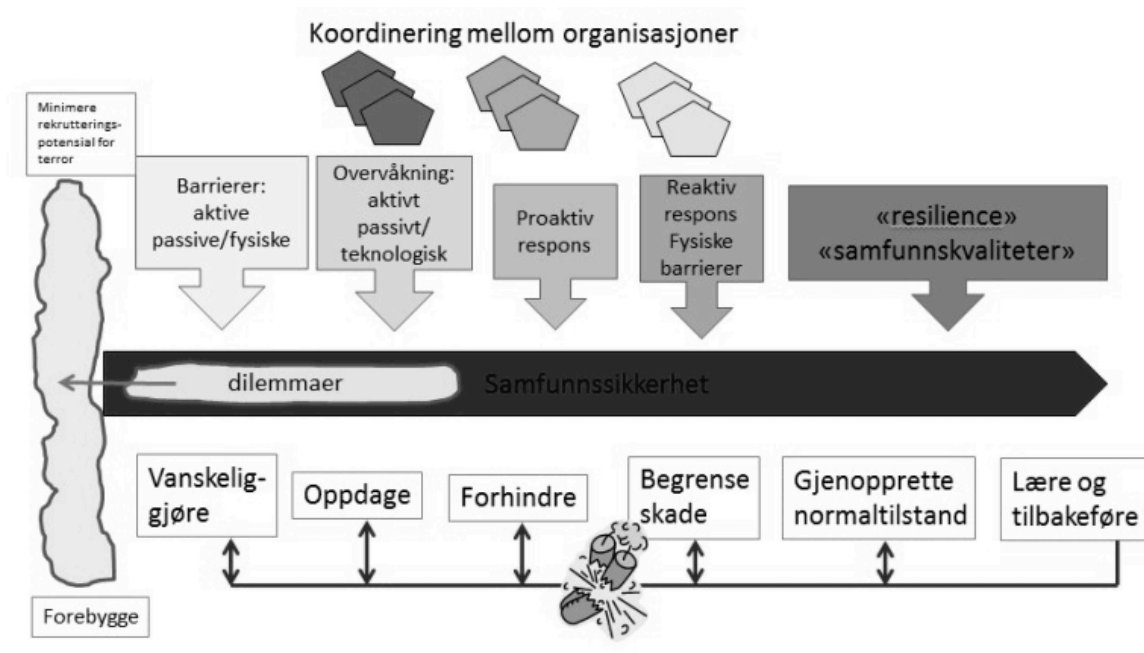 Koordinering mellom organisasjoner
Minimere
rekrutterings-
potensial for
terror
Barrierer:
aktive
passive/fysiske
Overvåkning:
aktivt
passivt/
teknologisk
Proaktiv
respons
Reaktiv
respons
Fysiske
barrierer
«resilience»
«samfunnskvaliteter»
dilemmaer
Samfunnssikkerhet
Vanskelig-
gjøre
Oppdage
Forhindre
Begrense
skade
Gjenopprette
normaltilstand
Lære og
tilbakeføre
Forebygge